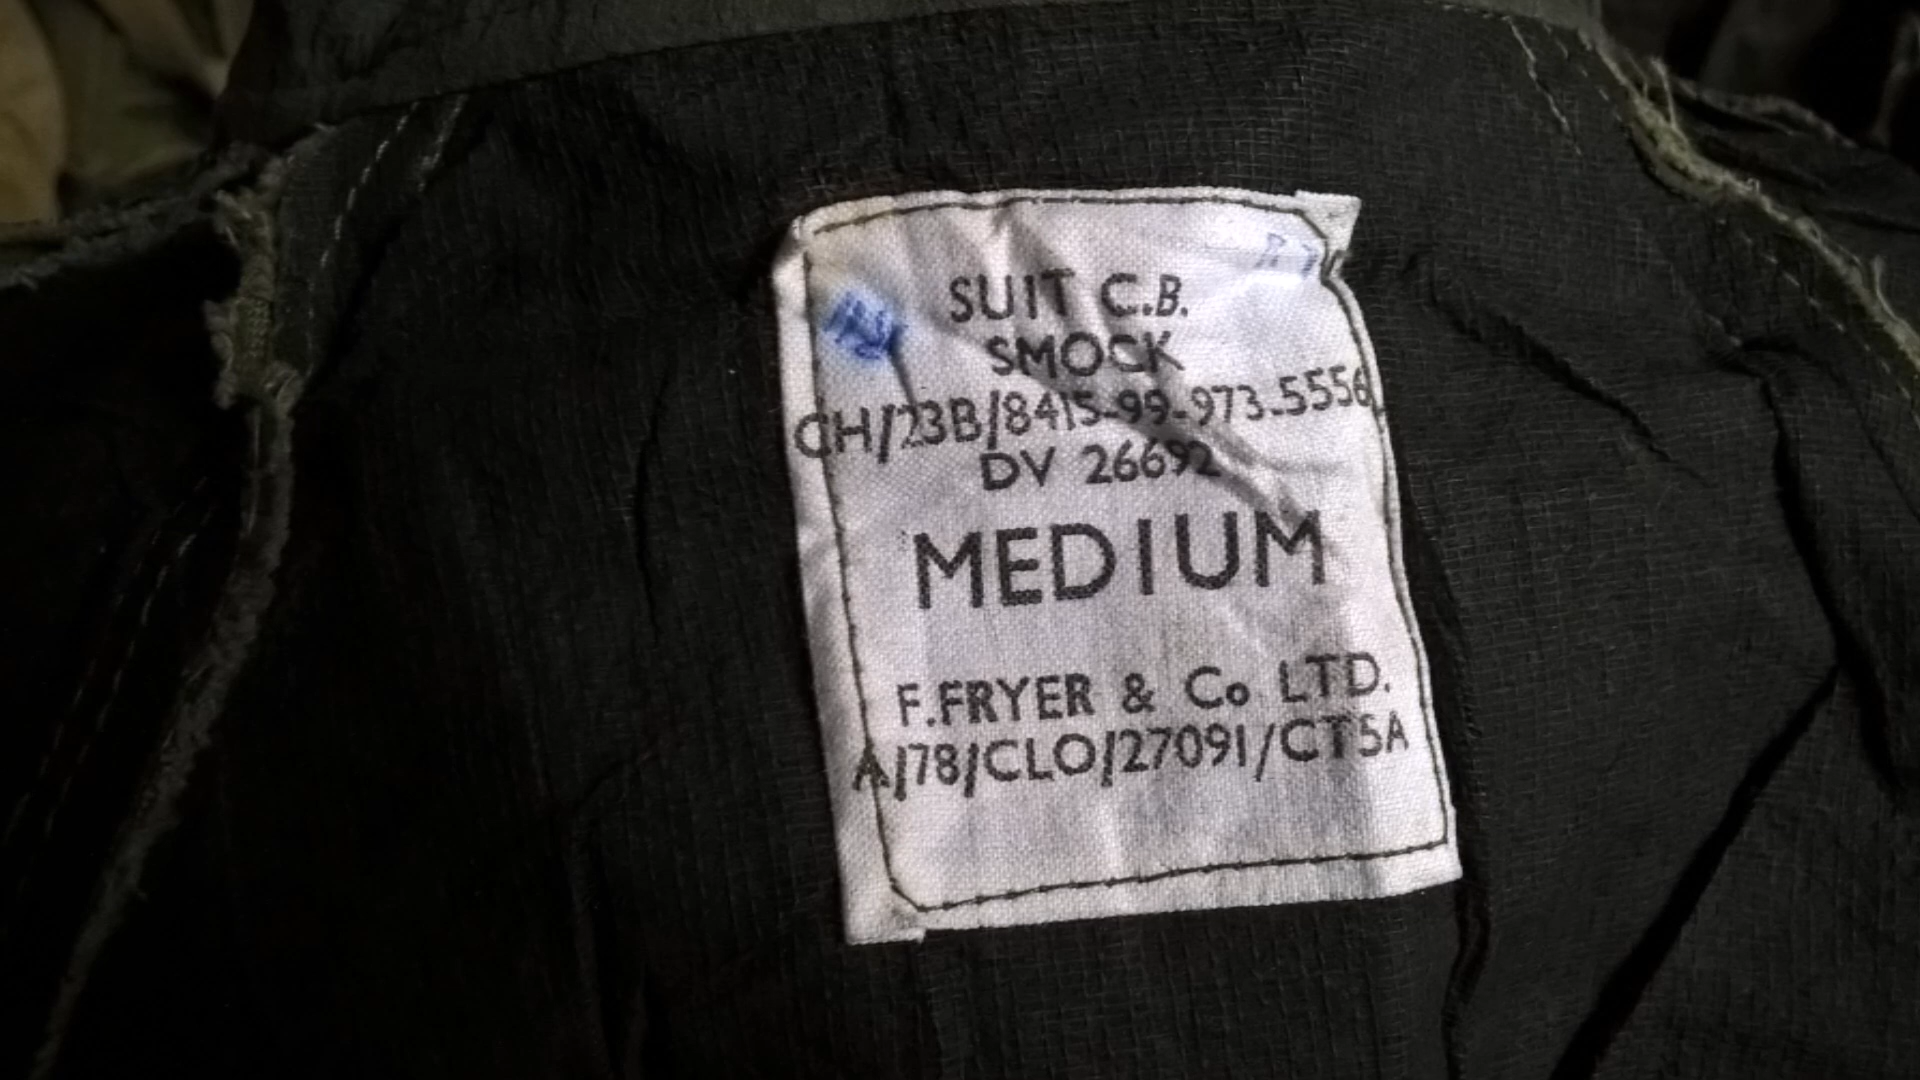 SUIT C.B.
SMOCK
CH/23B/8415-99-973-5556
DV 26692
MEDIUM
F.FRYER & Co LTD.
A/78/CLO/27091/CT5A